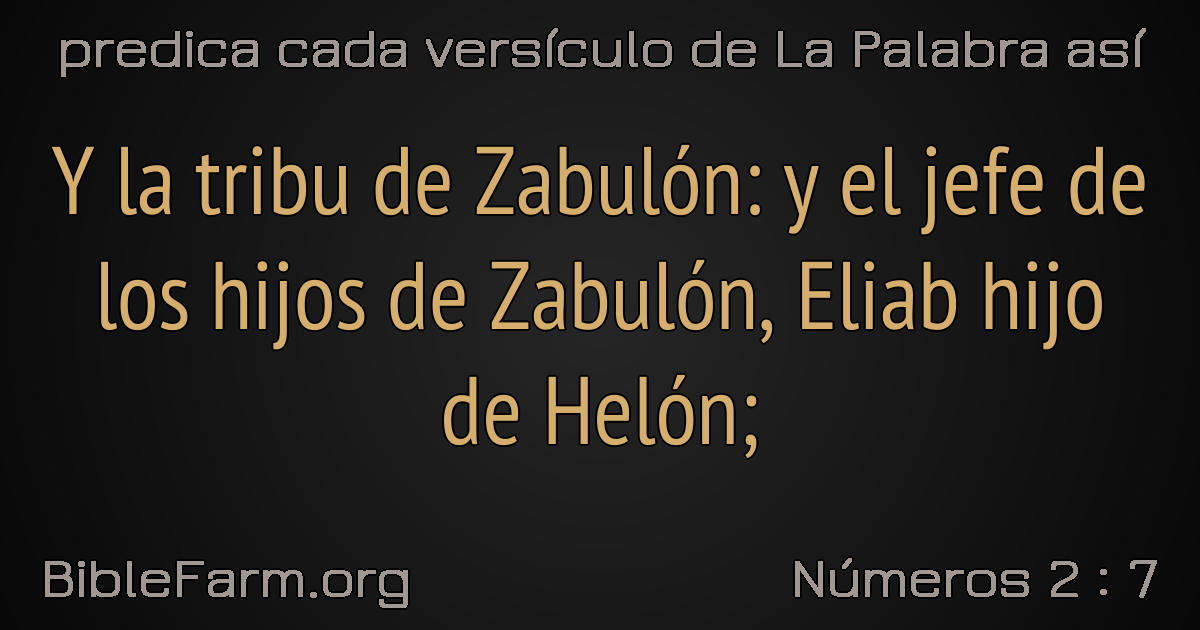 predica cada versículo de La Palabra así
Y la tribu de Zabulón: y el jefe de
los hijos de Zabulón, Eliab hijo
de Helón;
BibleFarm.org
Números 2 : 7